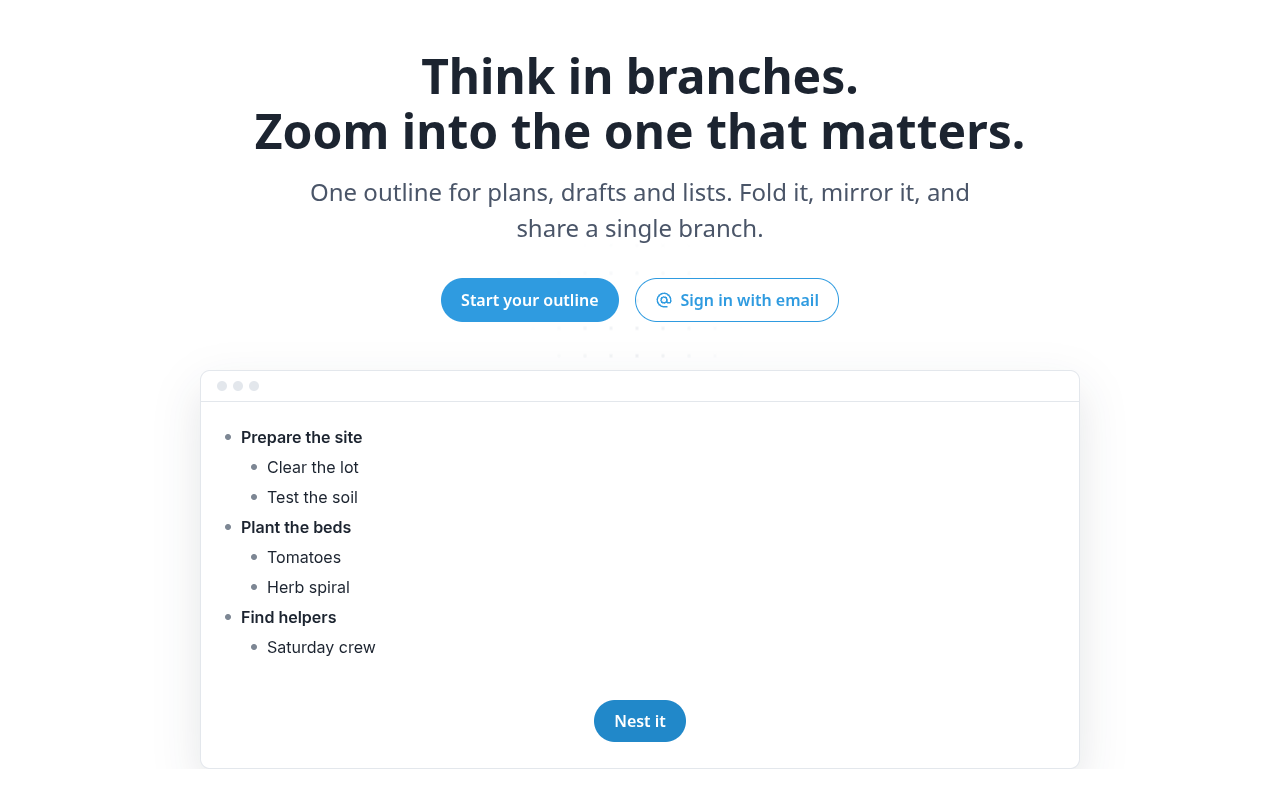 Think in branches.
Zoom into the one that matters.
One outline for plans, drafts and lists. Fold it, mirror it, and
share a single branch.
Start your outline
Sign in with email
Prepare the site
Clear the lot
Test the soil
Plant the beds
Tomatoes
Herb spiral
Find helpers
Saturday crew
Nest it